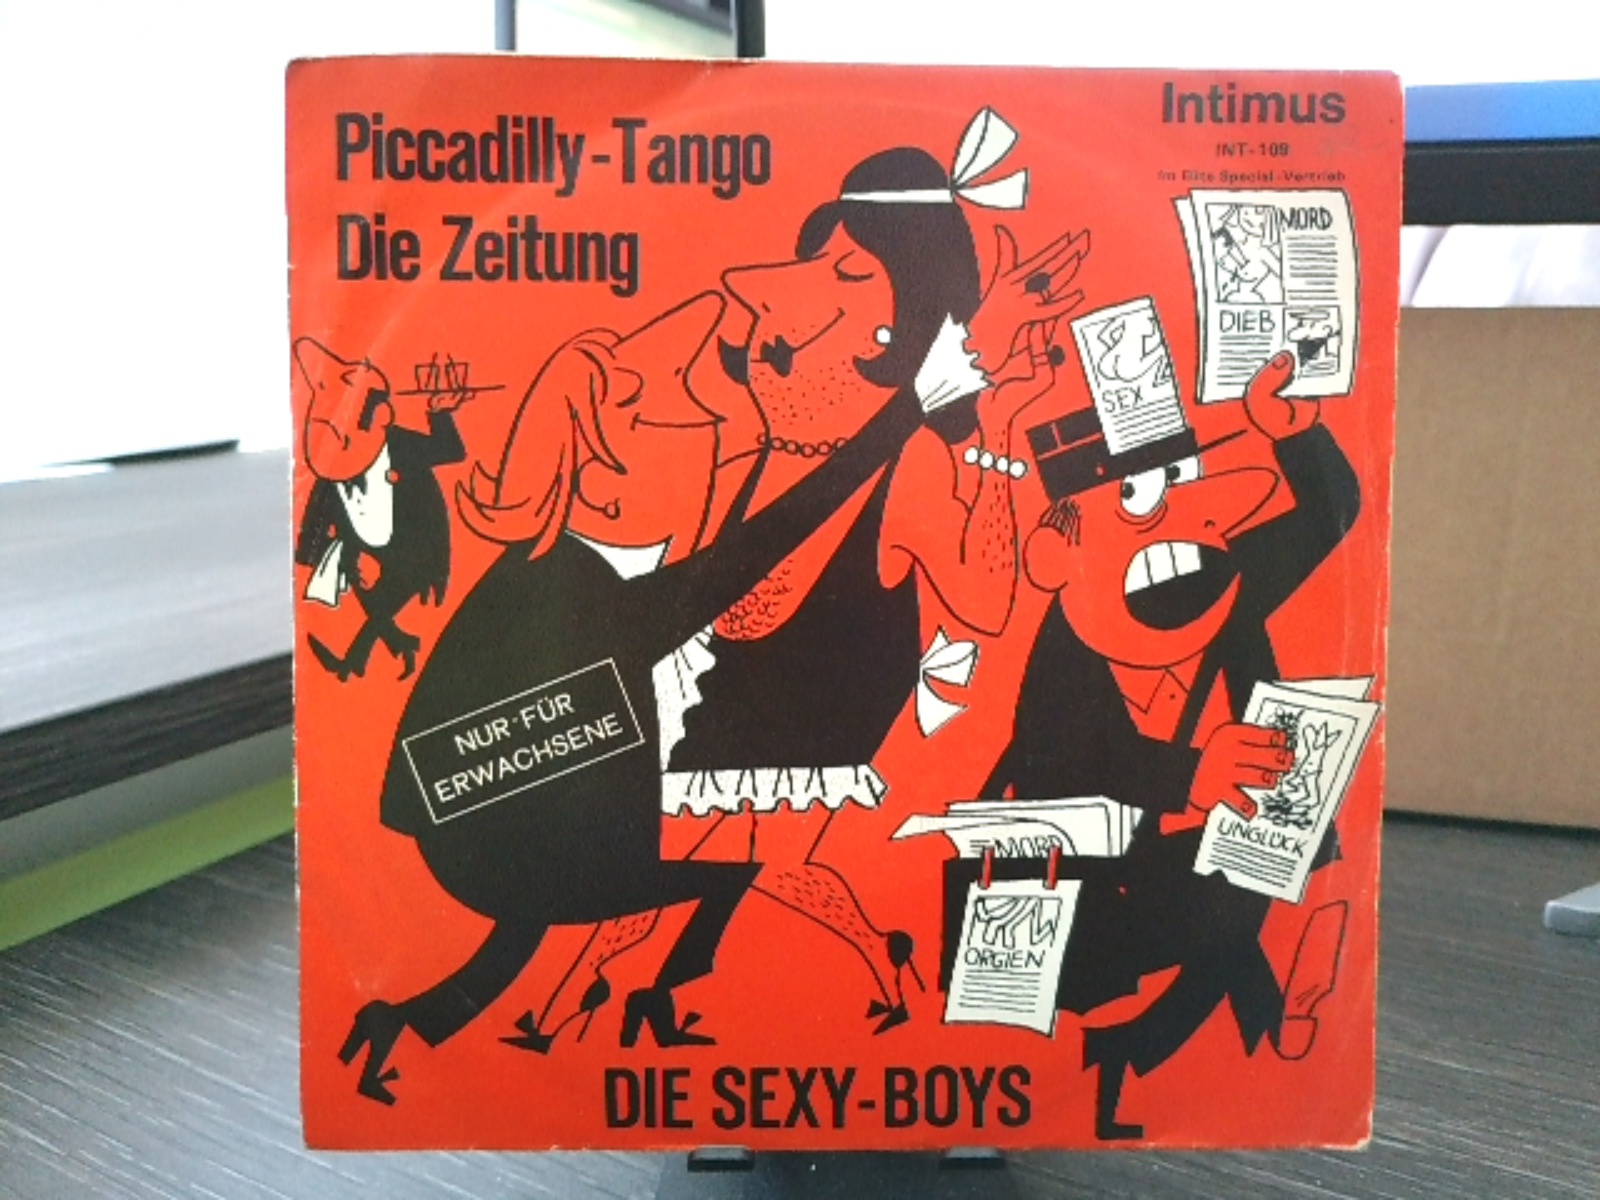 Piccadilly-Tango
Die Zeitung
Intimus
INT-109
Im Elite Special-Vertrieb
MORD
DIEB
SEX
NUR FÜR
ERWACHSENE
UNGLÜCK
MORD
ORGIEN
DIE SEXY-BOYS